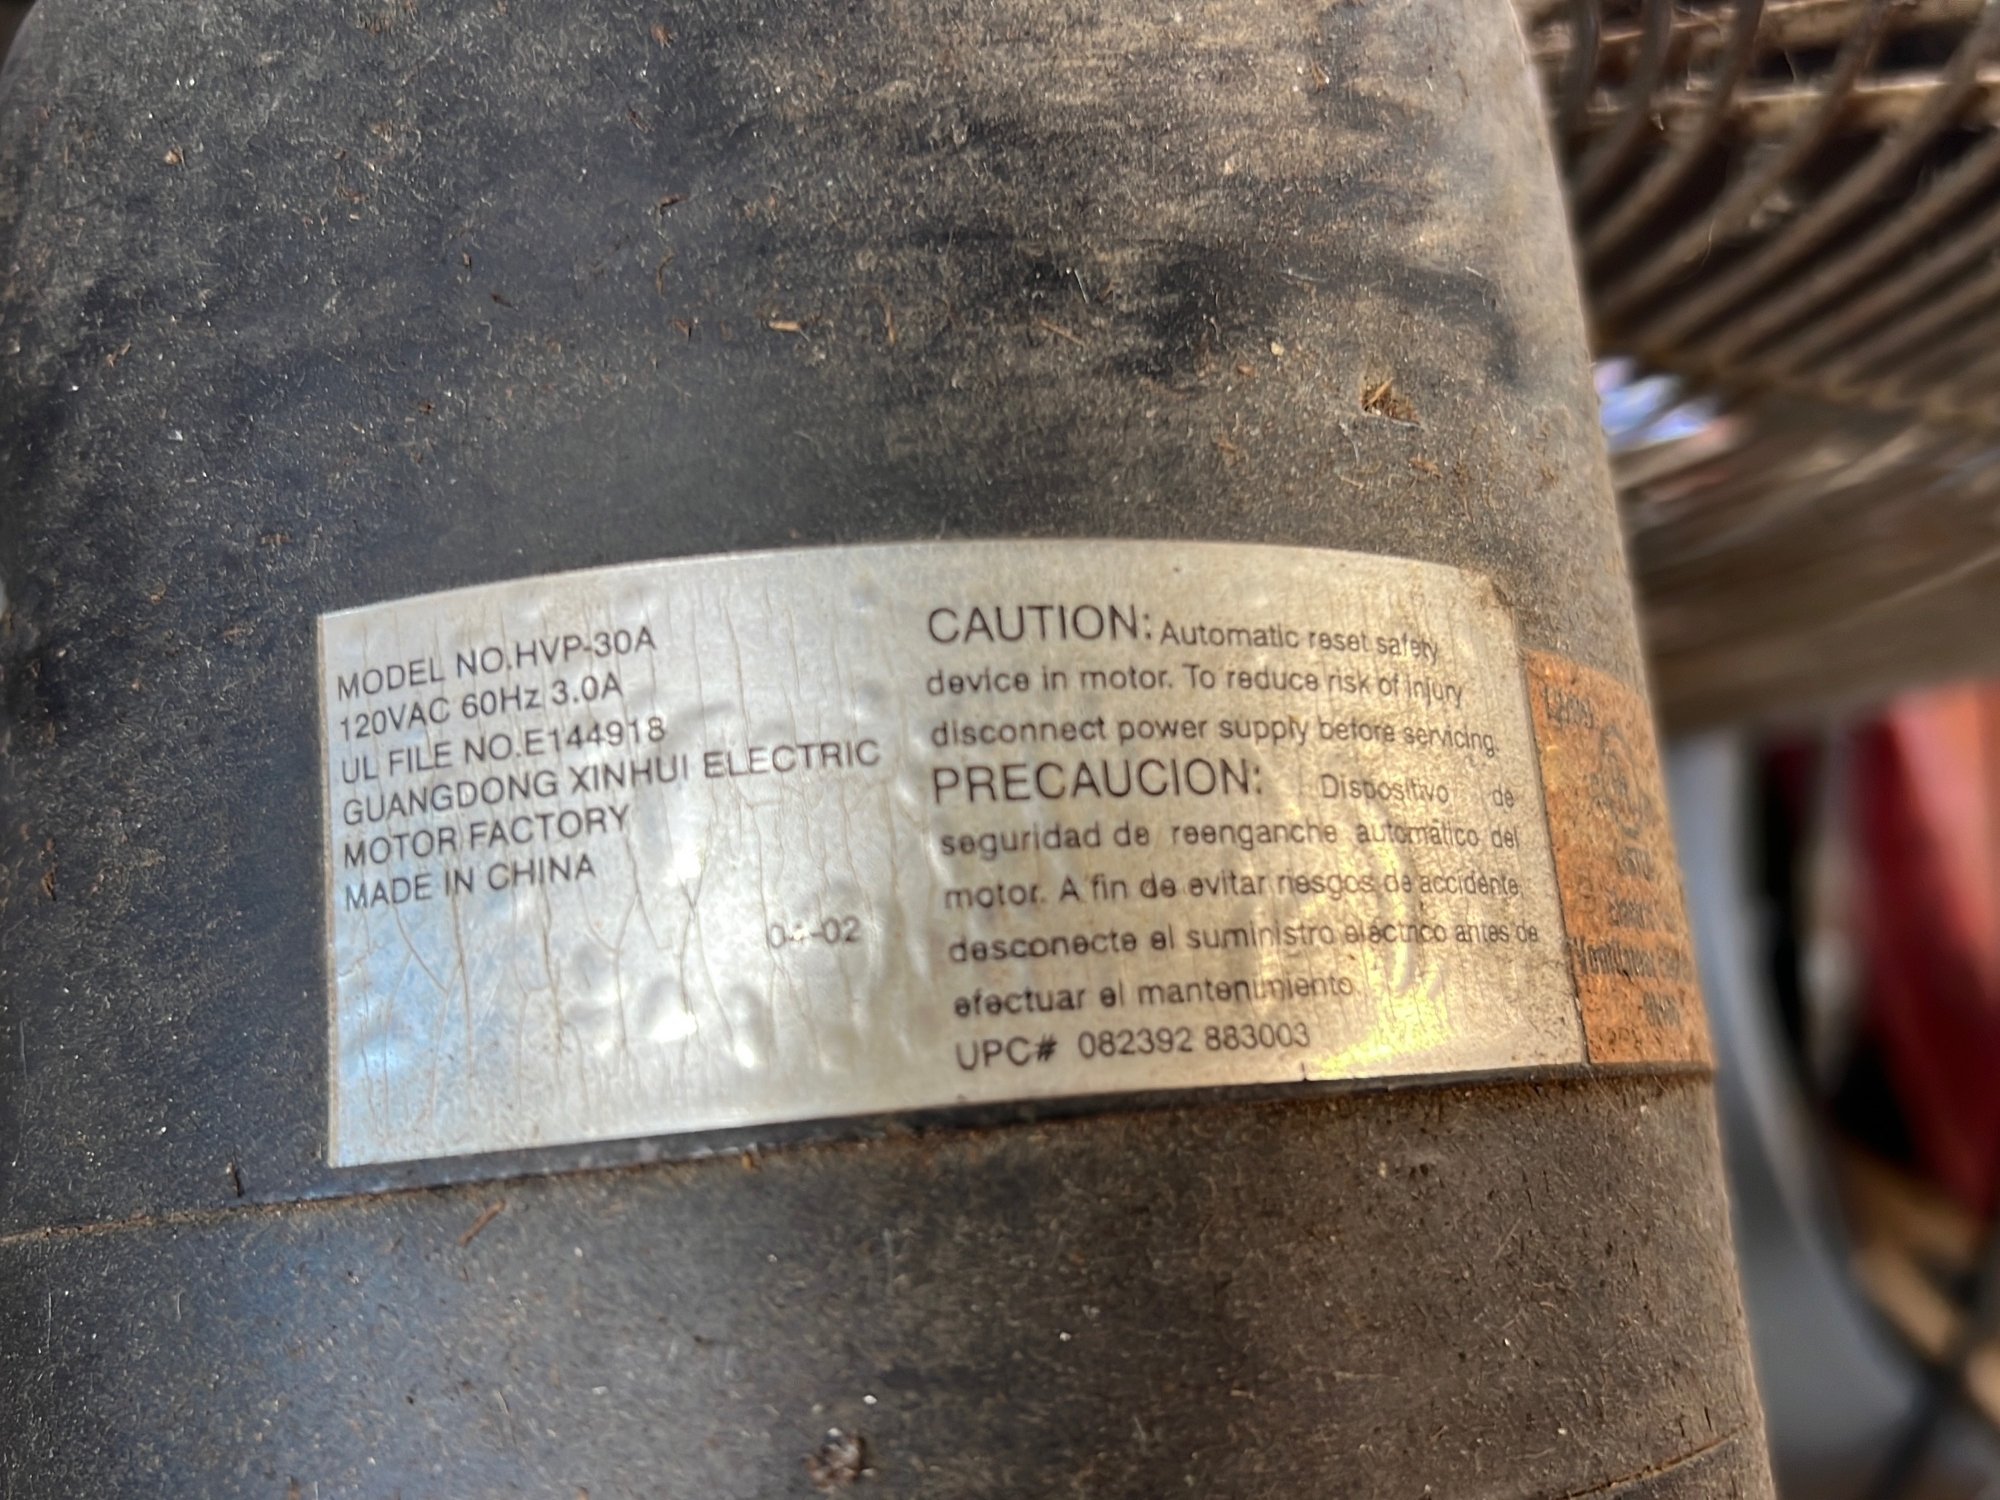 MODEL NO.HVP-30A
120VAC 60Hz 3.0A
UL FILE NO.E144918
GUANGDONG XINHUI ELECTRIC
MOTOR FACTORY
MADE IN CHINA
-02
CAUTION: Automatic reset safety
device in motor. To reduce risk of injury
disconnect power supply before servicing.
PRECAUCION: Dispositivo de
seguridad de reenganche automático del
motor. A fin de evitar riesgos de accidente,
desconecte el suministro eléctrico antes de
efectuar el mantenimiento.
UPC# 082392 883003